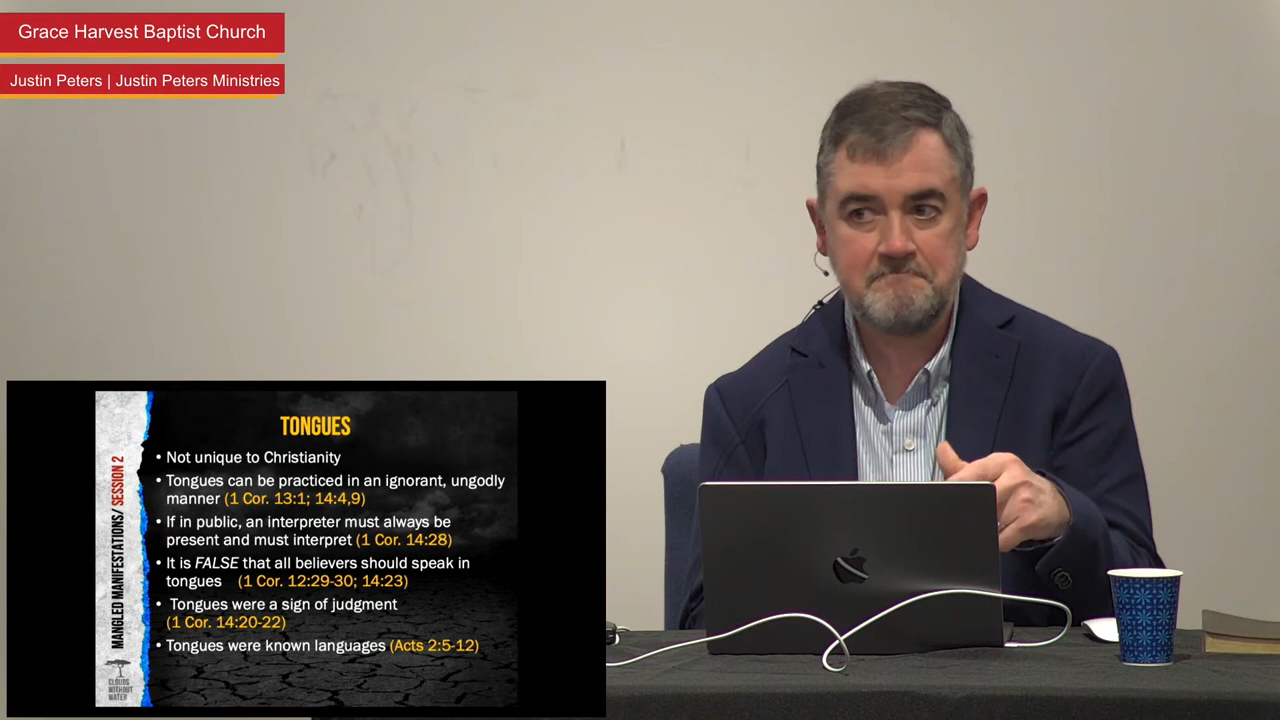 Grace Harvest Baptist Church
Justin Peters | Justin Peters Ministries
TONGUES
• Not unique to Christianity
• Tongues can be practiced in an ignorant, ungodly
manner (1 Cor. 13:1; 14:4,9)
• If in public, an interpreter must always be
present and must interpret (1 Cor. 14:28)
• It is FALSE that all believers should speak in
tongues (1 Cor. 12:29-30; 14:23)
• Tongues were a sign of judgment
(1 Cor. 14:20-22)
• Tongues were known languages (Acts 2:5-12)
MANGLED MANIFESTATIONS/ SESSION 2
CLOUDS
WITHOUT
WATER